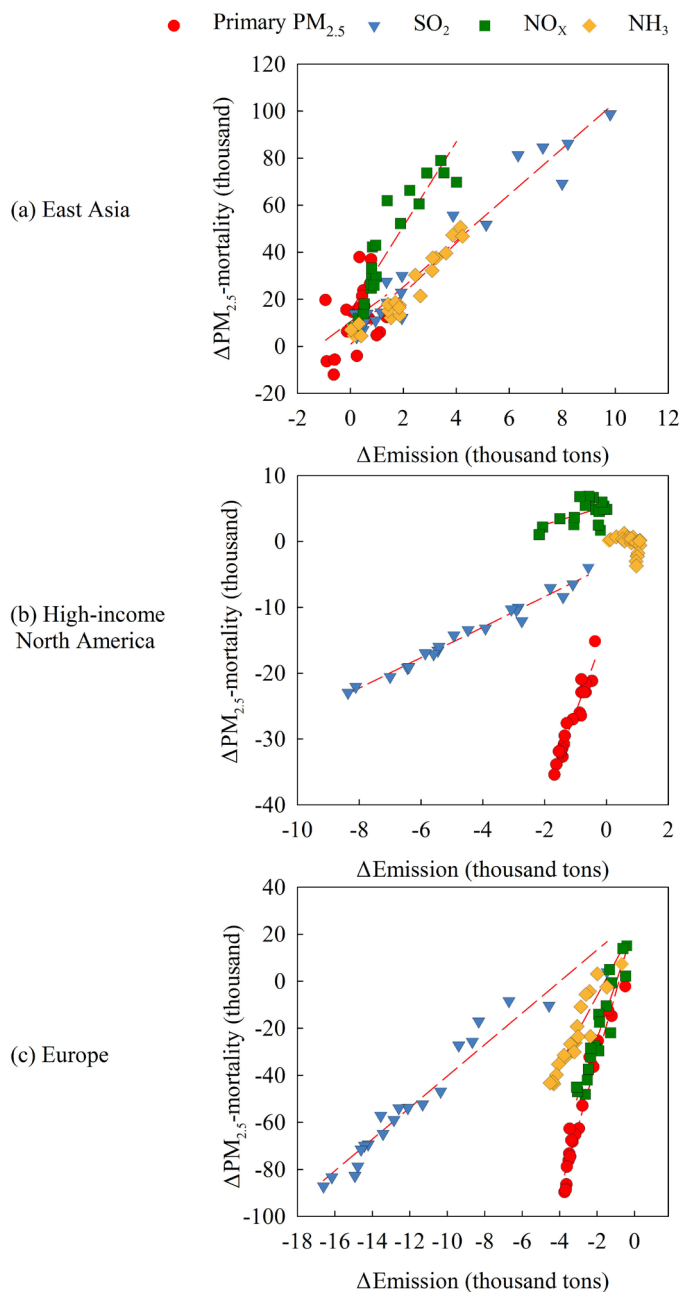 Primary PM2.5 SO2 NOX NH3
(a) East Asia
ΔPM2.5-mortality (thousand)
120
100
80
60
40
20
0
-20
-2 0 2 4 6 8 10 12
ΔEmission (thousand tons)
(b) High-income
North America
ΔPM2.5-mortality (thousand)
10
0
-10
-20
-30
-40
-10 -8 -6 -4 -2 0 2
ΔEmission (thousand tons)
(c) Europe
ΔPM2.5-mortality (thousand)
40
20
0
-20
-40
-60
-80
-100
-18 -16 -14 -12 -10 -8 -6 -4 -2 0
ΔEmission (thousand tons)